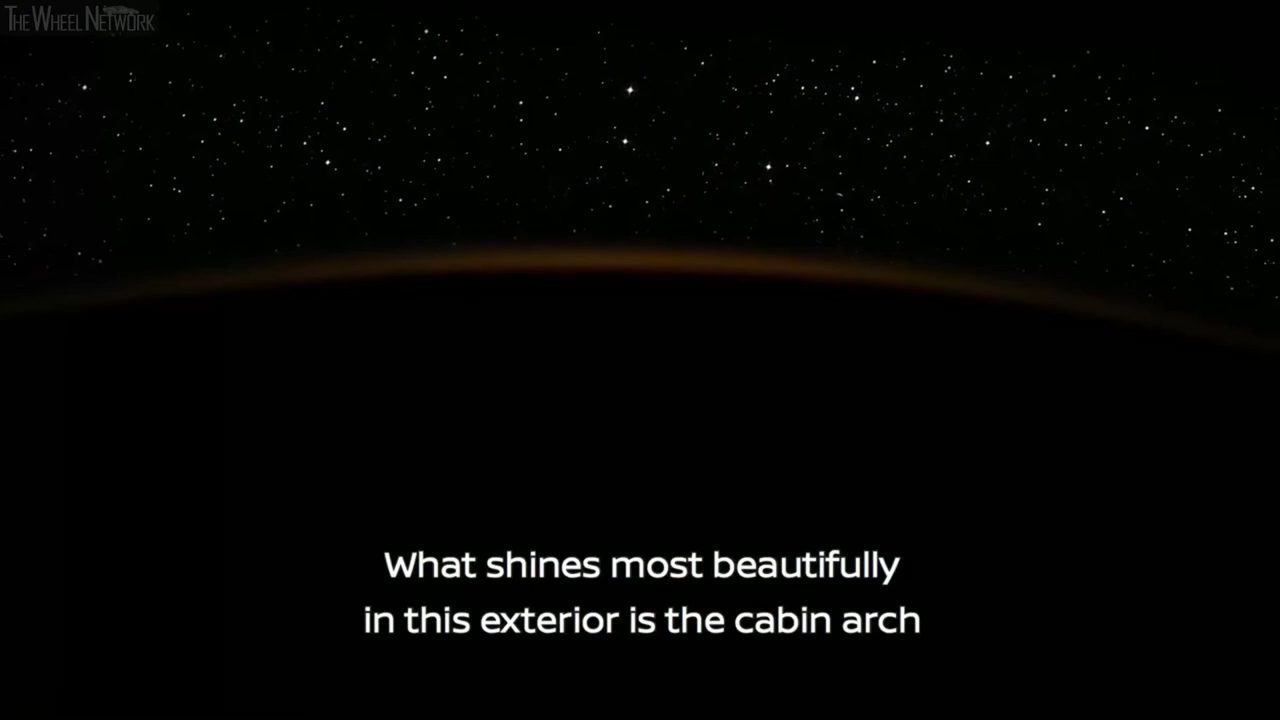 THE WHEEL NETWORK
What shines most beautifully
in this exterior is the cabin arch